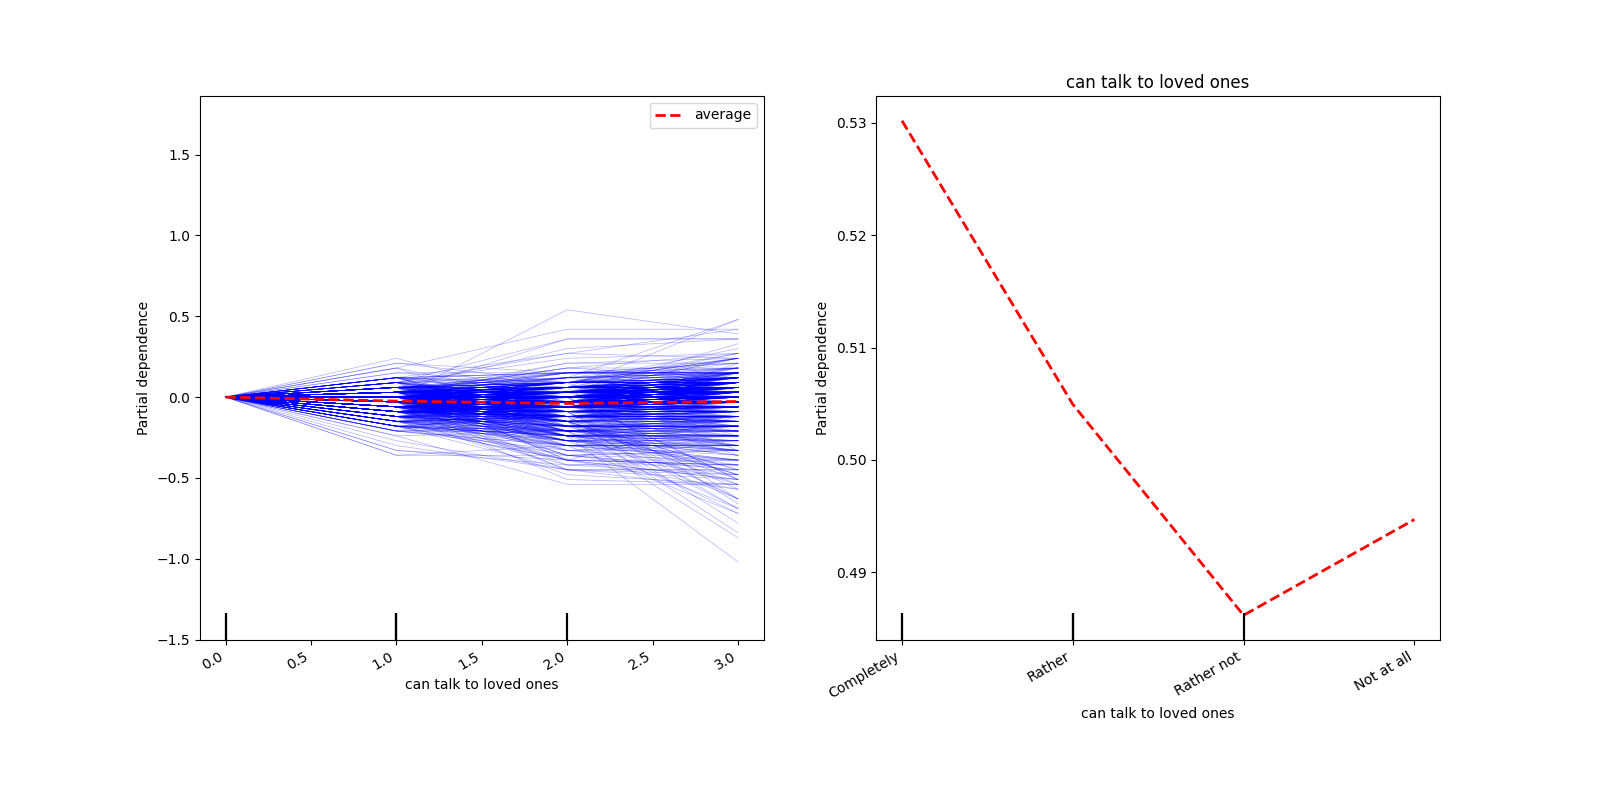 average
1.5
1.0
0.5
0.0
−0.5
−1.0
−1.5
Partial dependence
0.0
0.5
1.0
1.5
2.0
2.5
3.0
can talk to loved ones
can talk to loved ones
0.53
0.52
0.51
0.50
0.49
Partial dependence
Completely
Rather
Rather not
Not at all
can talk to loved ones